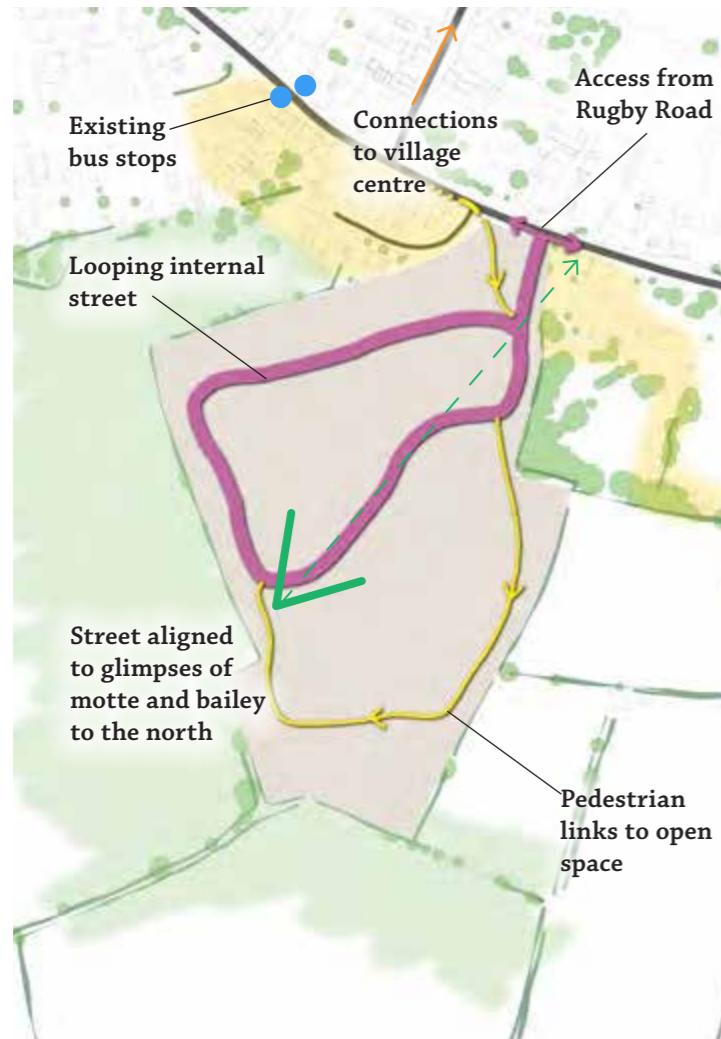 Access from
Rugby Road
Existing
bus stops
Connections
to village
centre
Looping internal
street
Street aligned
to glimpses of
motte and bailey
to the north
Pedestrian
links to open
space